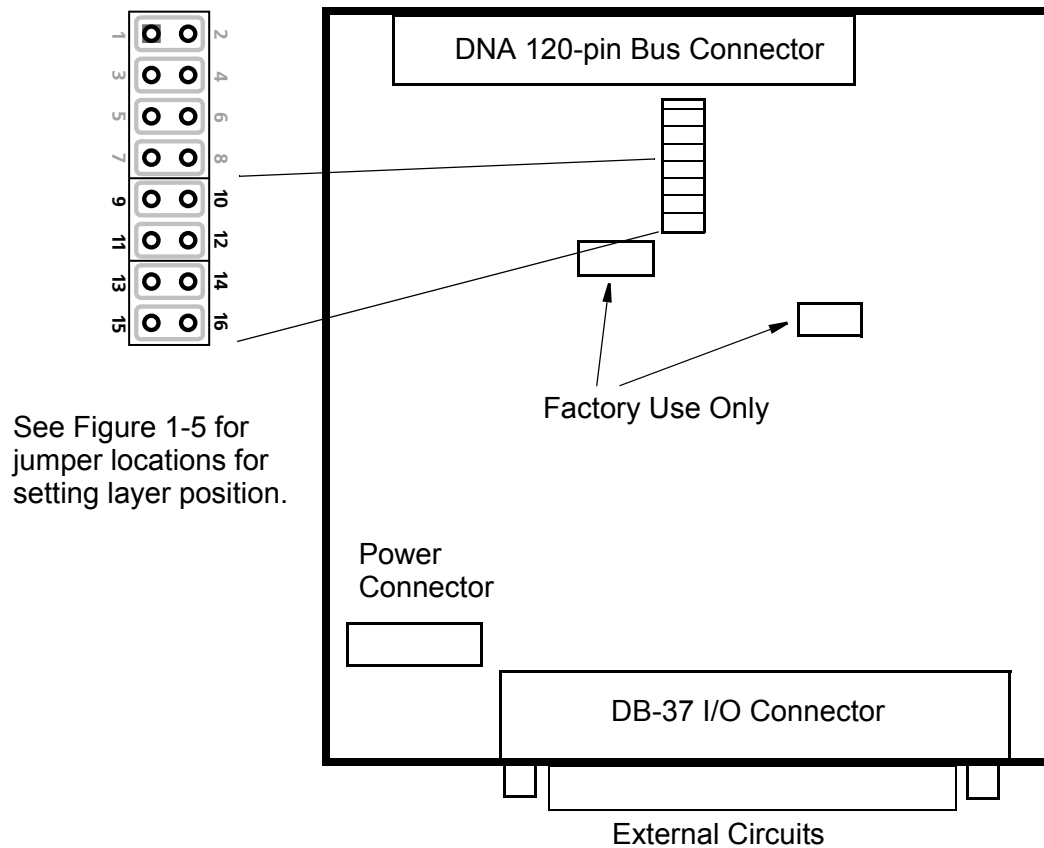 1 2
3 4
5 6
7 8
9 10
11 12
13 14
15 16
DNA 120-pin Bus Connector
Factory Use Only
See Figure 1-5 for
jumper locations for
setting layer position.
Power
Connector
DB-37 I/O Connector
External Circuits